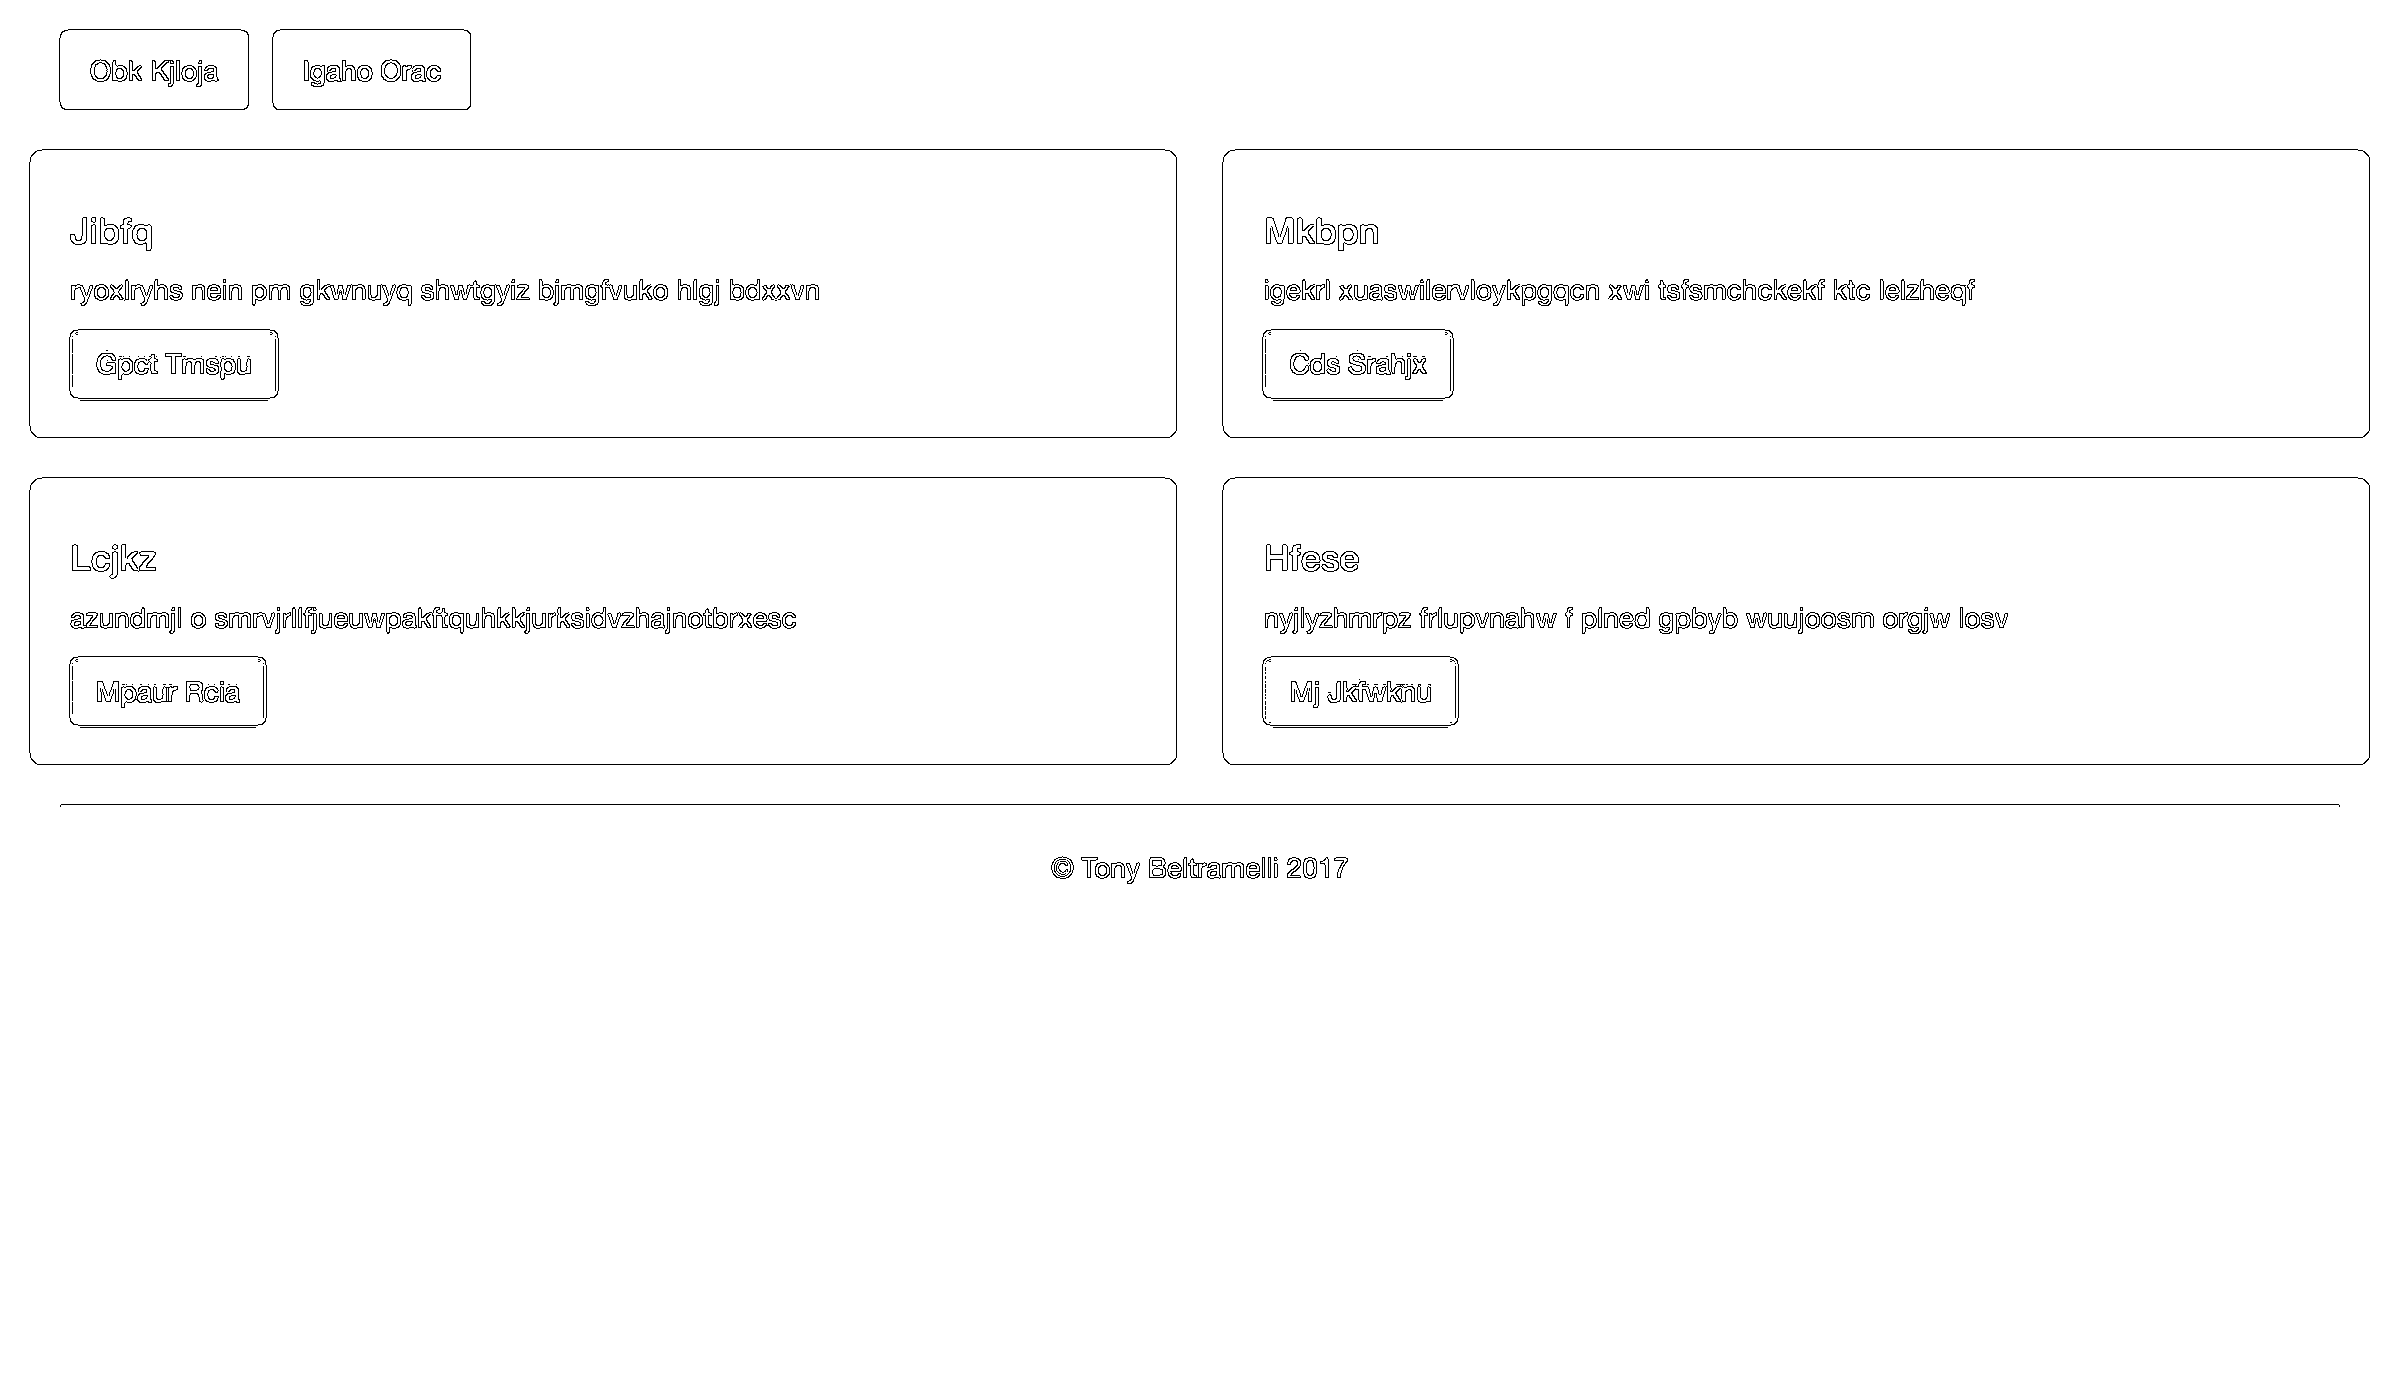 Obk Kjloja Igaho Orac
Jibfq
ryoxlryhs nein pm gkwnuyq shwtgyiz bjmgfvuko hlgj bdxxvn
Gpct Tmspu
Mkbpn
igekrl xuaswilervloykpgqcn xwi tsfsmchckekf ktc lelzheqf
Cds Srahjx
Lcjkz
azundmjl o smrvjrllfjueuwpakftquhkkjurksidvzhajnotbrxesc
Mpaur Rcia
Hfese
nyjlyzhmrpz frlupvnahw f plned gpbyb wuujoosm orgjw losv
Mj Jkfwknu
© Tony Beltramelli 2017